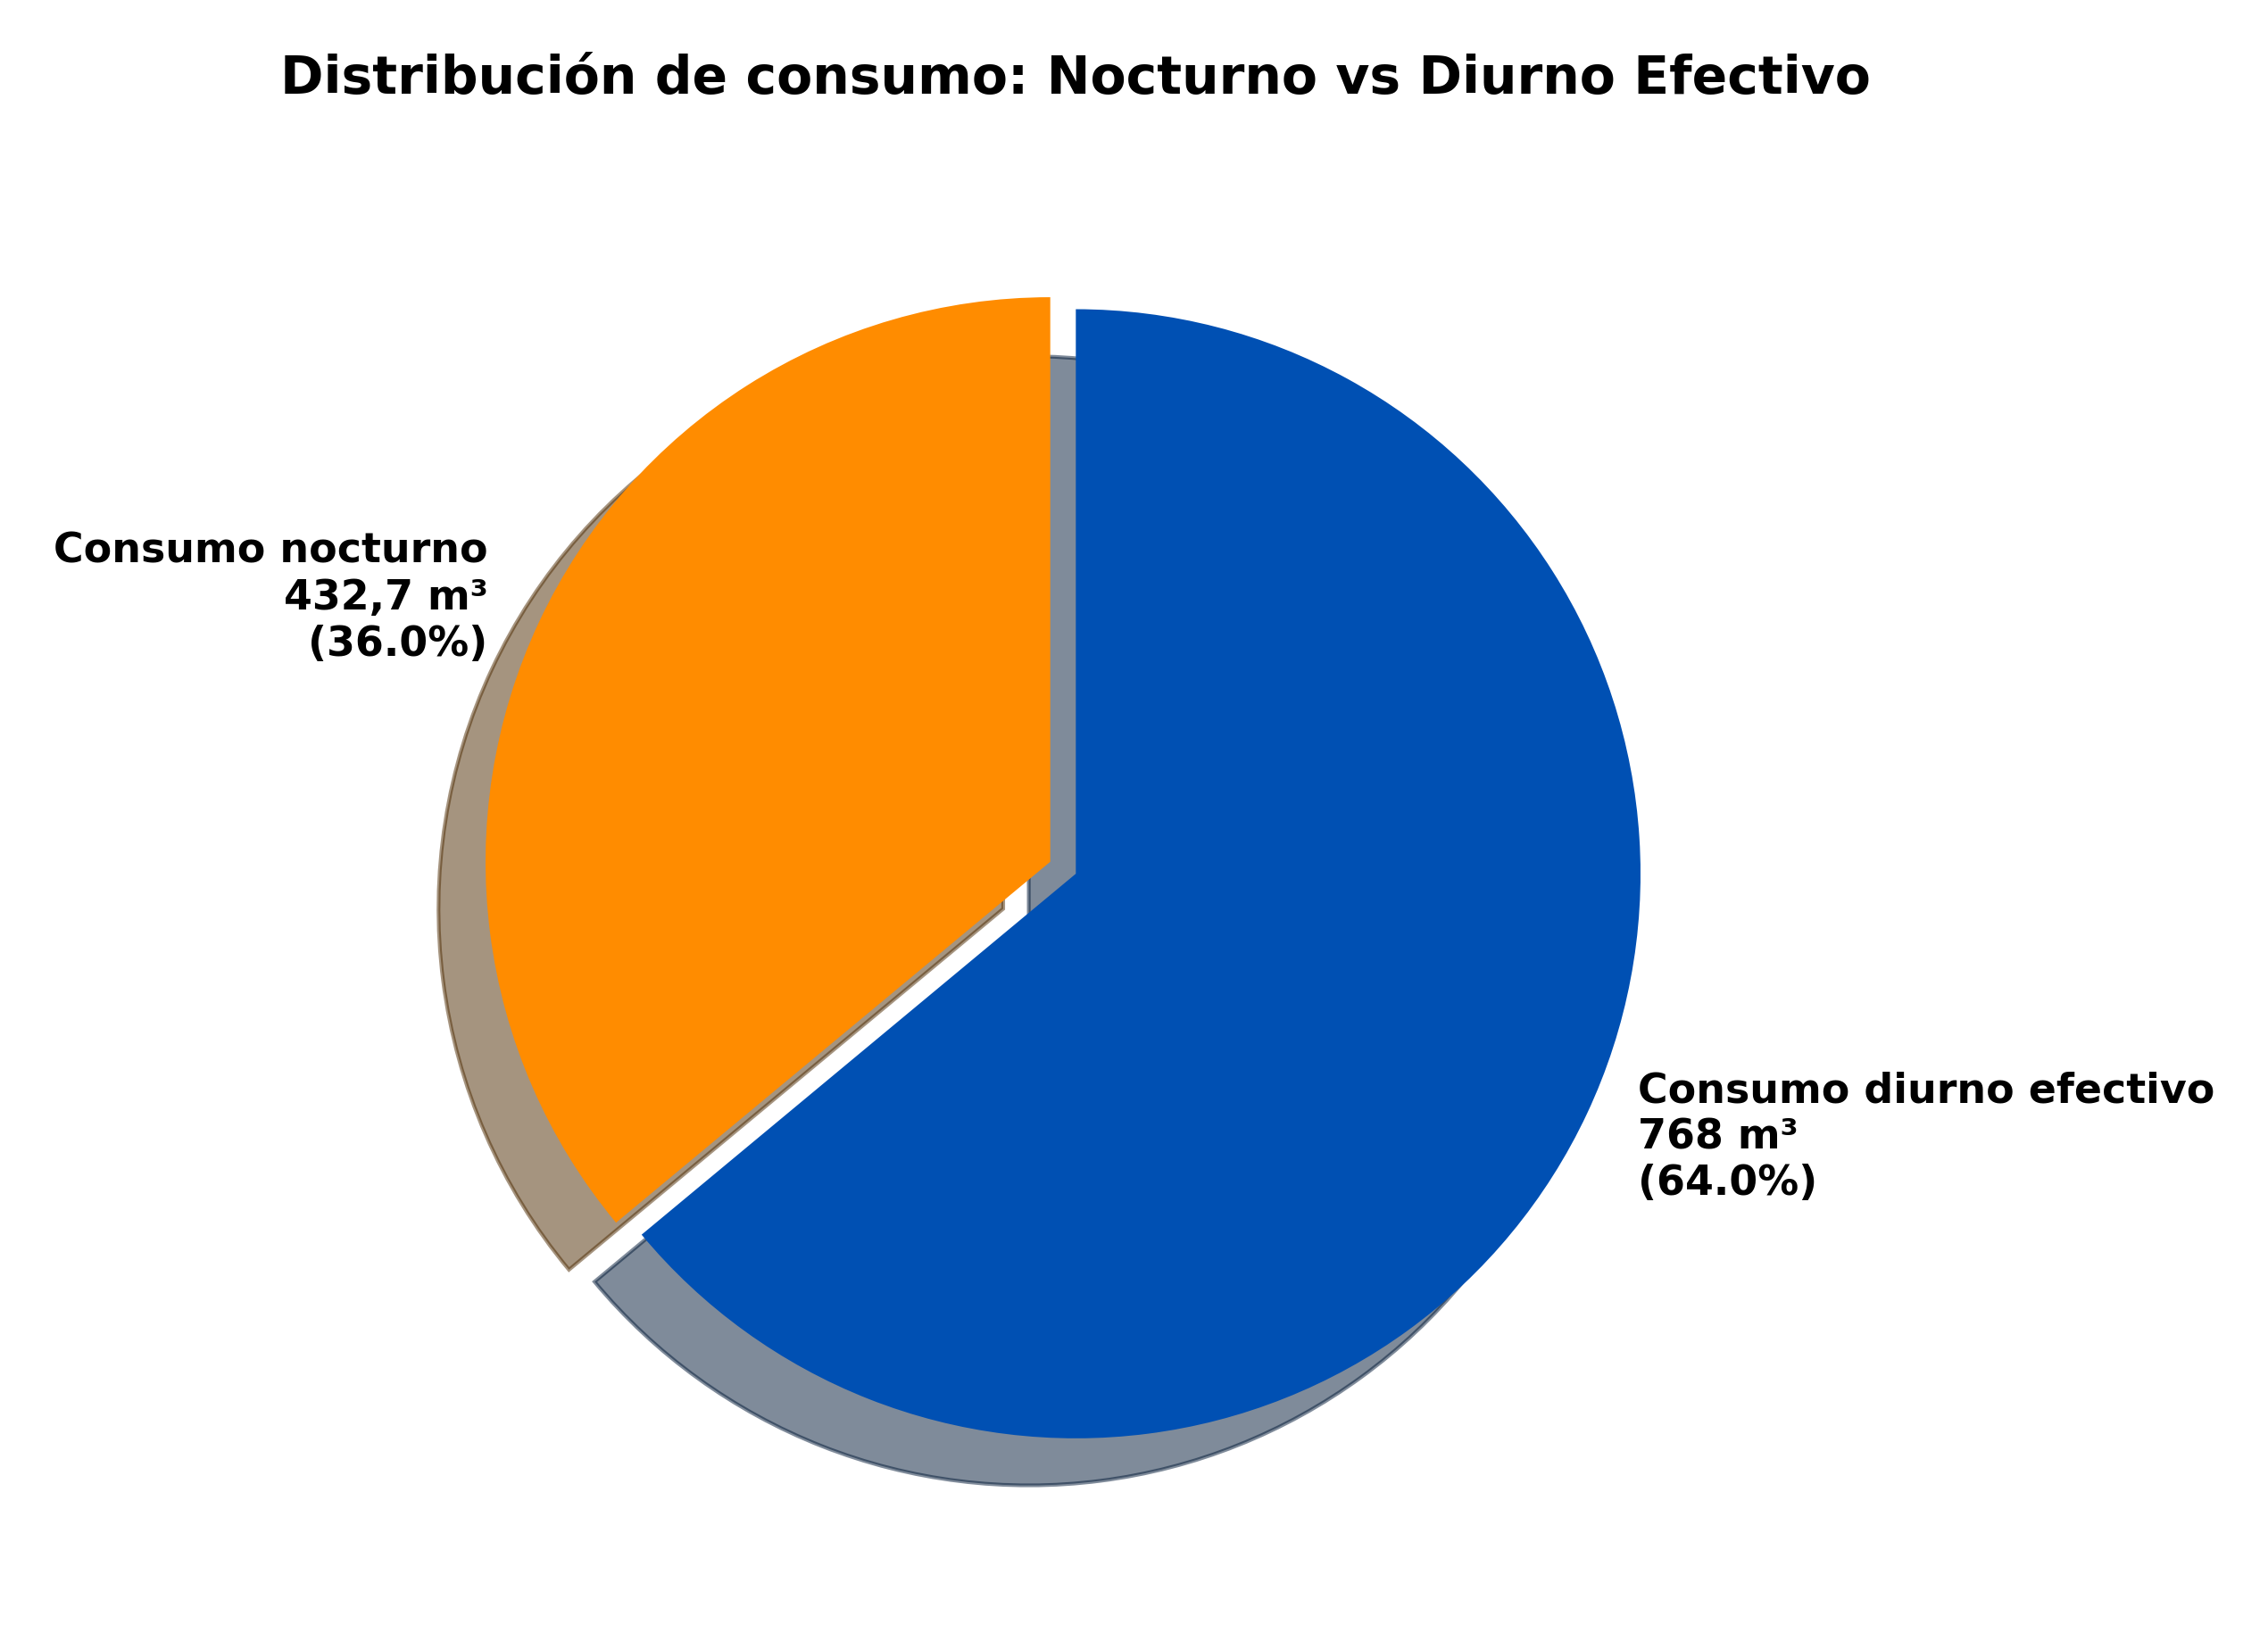 Distribución de consumo: Nocturno vs Diurno Efectivo
Consumo nocturno
432,7 m³
(36.0%)
Consumo diurno efectivo
768 m³
(64.0%)